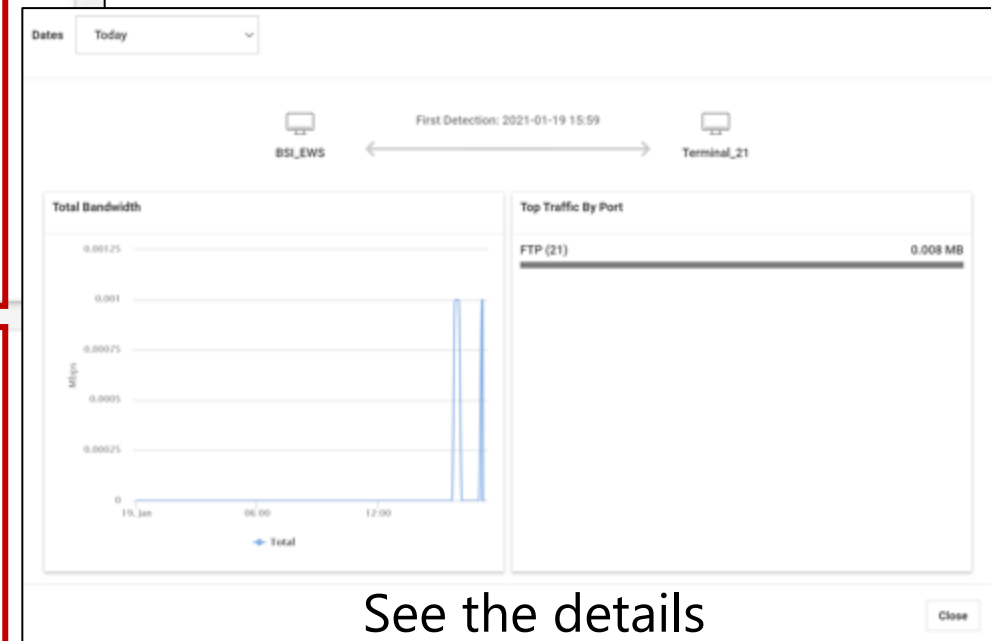 Dates Today
First Detection: 2021-01-19 15:59
BSI_EWS Terminal_21
Total Bandwidth
0.00125
0.001
0.00075
0.0005
0.00025
0
Mbps
19. Jan 06:00 12:00
Total
Top Traffic By Port
FTP (21) 0.008 MB
See the details
Close